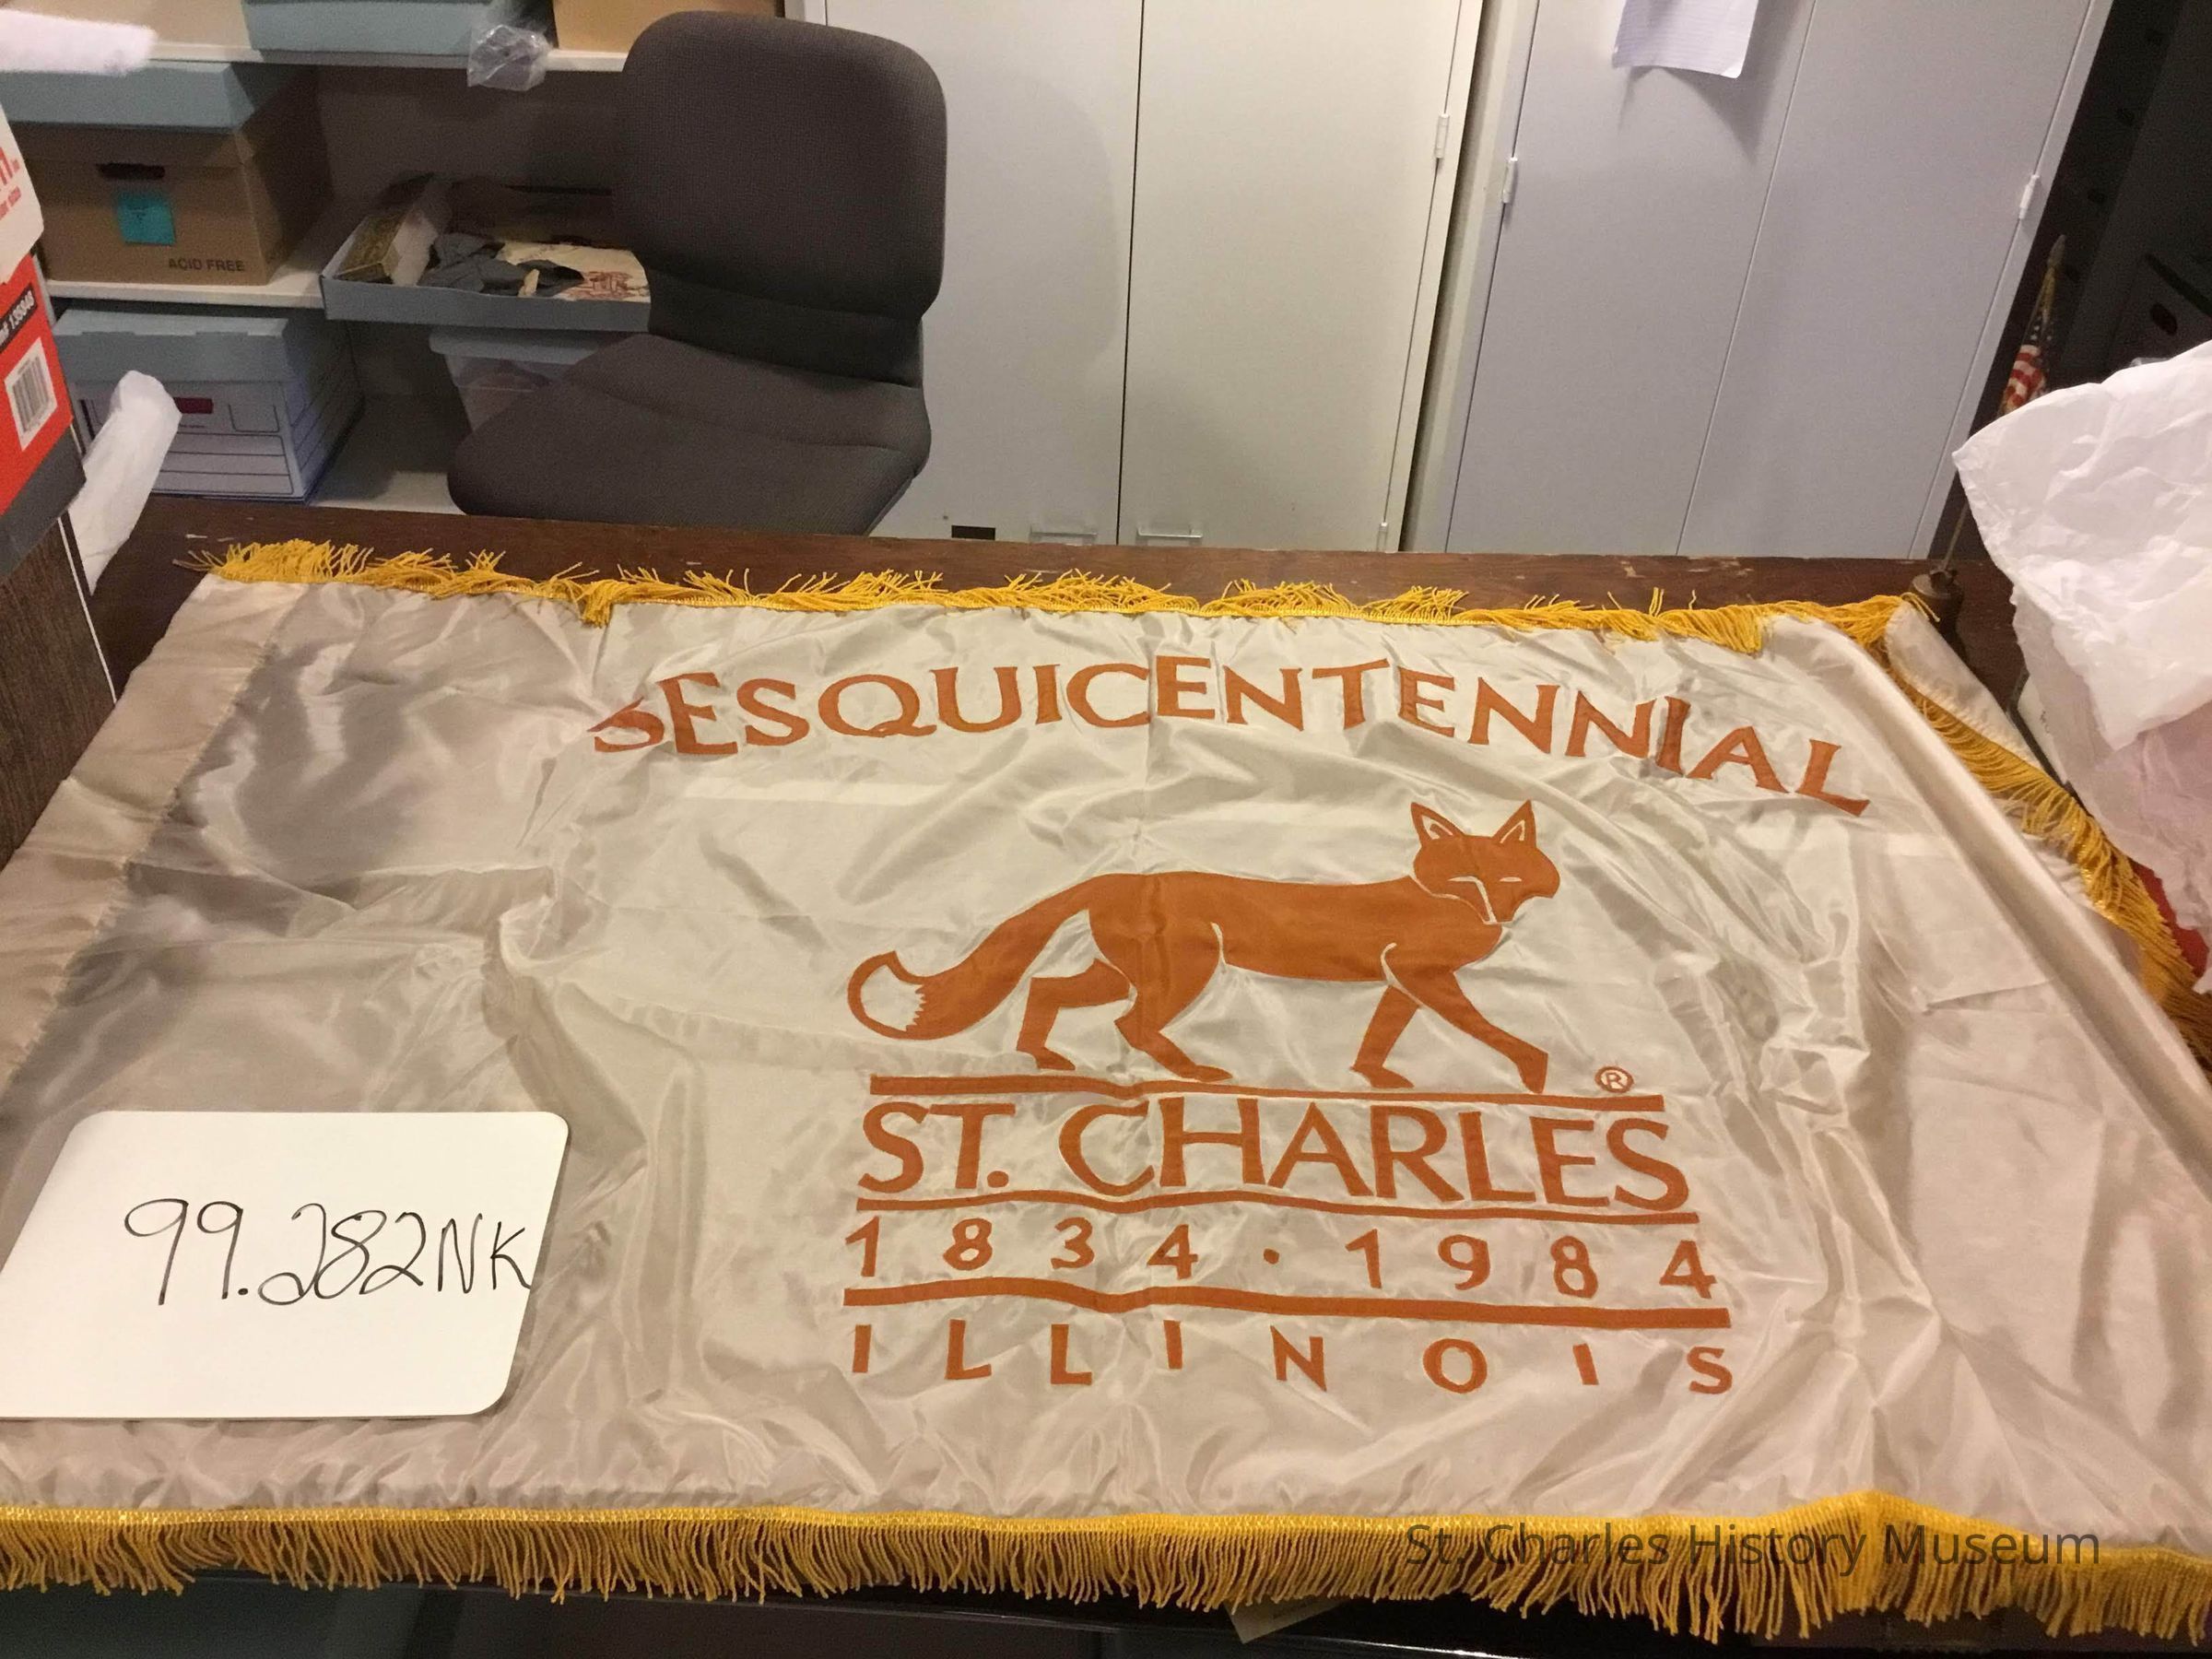 ACID FREE
SESQUICENTENNIAL
®
ST. CHARLES
1834·1984
ILLINOIS
99.282NK
St. Charles History Museum